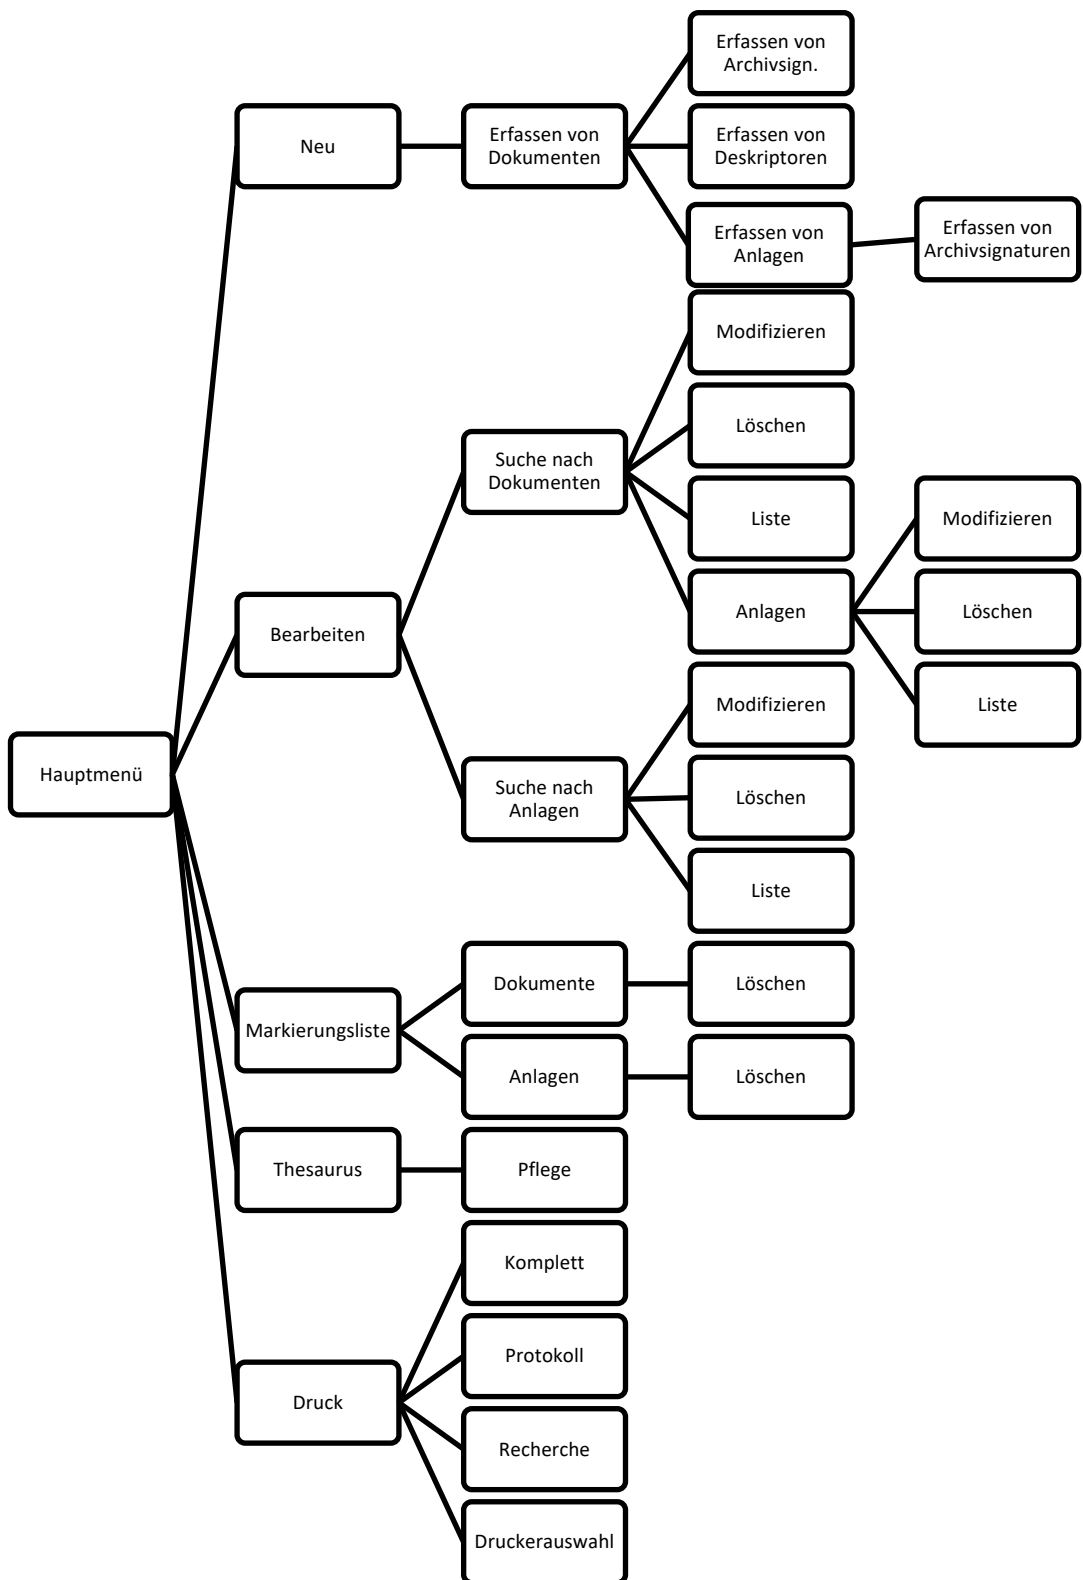 Erfassen von
Archivsign.
Neu
Erfassen von
Dokumenten
Erfassen von
Deskriptoren
Erfassen von
Anlagen
Erfassen von
Archivsignaturen
Modifizieren
Löschen
Suche nach
Dokumenten
Liste
Modifizieren
Anlagen
Löschen
Bearbeiten
Modifizieren
Liste
Hauptmenü
Suche nach
Anlagen
Löschen
Liste
Dokumente
Löschen
Markierungsliste
Anlagen
Löschen
Thesaurus
Pflege
Komplett
Protokoll
Druck
Recherche
Druckerauswahl